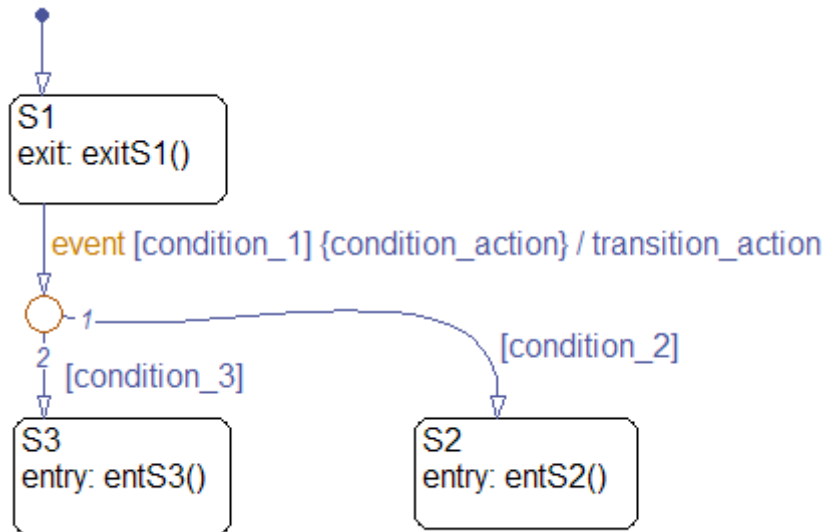 S1
exit: exitS1()
event [condition_1] {condition_action} / transition_action
1
2
[condition_2]
[condition_3]
S3
entry: entS3()
S2
entry: entS2()